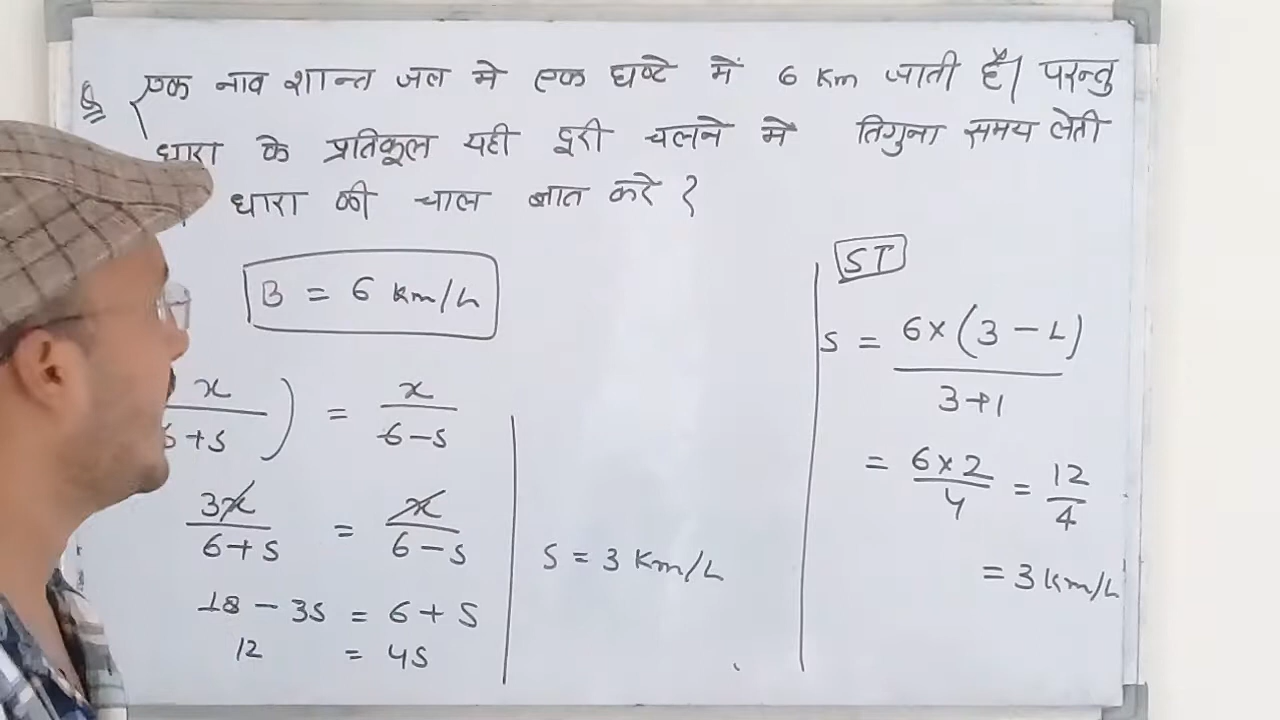 Q एक नाव शान्त जल मे एक घण्टे में 6 Km जाती है। परन्तु
धारा के प्रतिकूल यही दूरी चलने मे तिगुना समय लेती
धारा की चाल ज्ञात करे ?
B = 6 Km/h
x/6+s) = x/6-s
3x/6+s = x/6-s
18 - 3s = 6+s
12 = 4s
s = 3 Km/h
ST
s = 6×(3-1)/3+1
= 6×2/4 = 12/4
= 3 Km/h